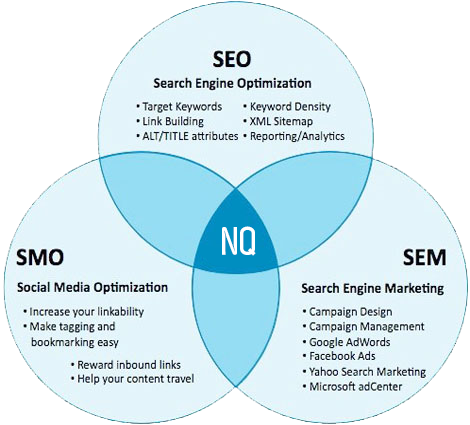 SEO
Search Engine Optimization
• Target Keywords • Keyword Density
• Link Building • XML Sitemap
• ALT/TITLE attributes • Reporting/Analytics
NQ
SMO
Social Media Optimization
• Increase your linkability
• Make tagging and
bookmarking easy
• Reward inbound links
• Help your content travel
SEM
Search Engine Marketing
• Campaign Design
• Campaign Management
• Google AdWords
• Facebook Ads
• Yahoo Search Marketing
• Microsoft adCenter